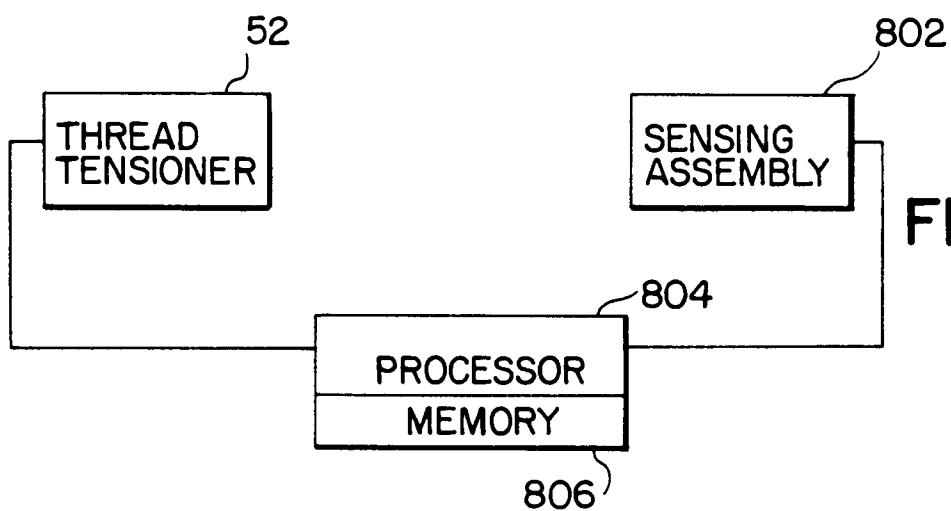 52
802
THREAD
TENSIONER
SENSING
ASSEMBLY
FI
804
PROCESSOR
MEMORY
806